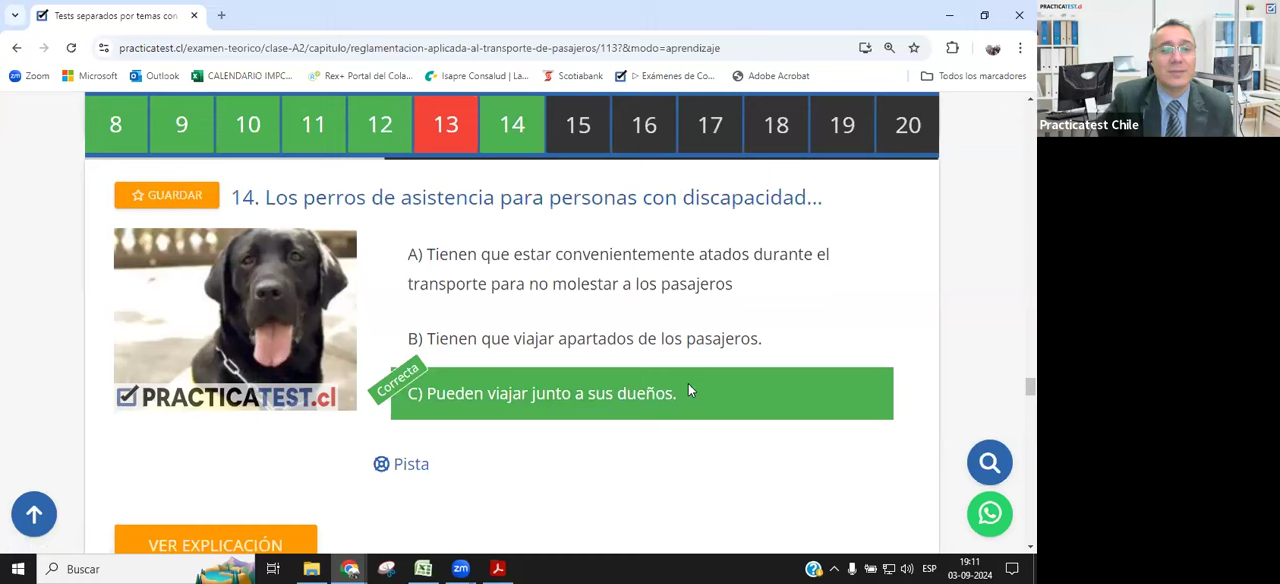 Tests separados por temas con
practicatest.cl/examen-teorico/clase-A2/capitulo/reglamentacion-aplicada-al-transporte-de-pasajeros/113?&modo=aprendizaje
Zoom
Microsoft
Outlook
CALENDARIO IMPC...
Rex+ Portal del Cola...
Isapre Consalud | La...
Scotiabank
▷ Exámenes de Co...
Adobe Acrobat
Todos los marcadores
8 9 10 11 12 13 14 15 16 17 18 19 20
GUARDAR
14. Los perros de asistencia para personas con discapacidad...
A) Tienen que estar convenientemente atados durante el
transporte para no molestar a los pasajeros
B) Tienen que viajar apartados de los pasajeros.
Correcta
C) Pueden viajar junto a sus dueños.
PRACTICATEST.cl
Pista
VER EXPLICACIÓN
Buscar
ESP
19:11
03-09-2024
PRACTICATEST.cl
Practicatest Chile